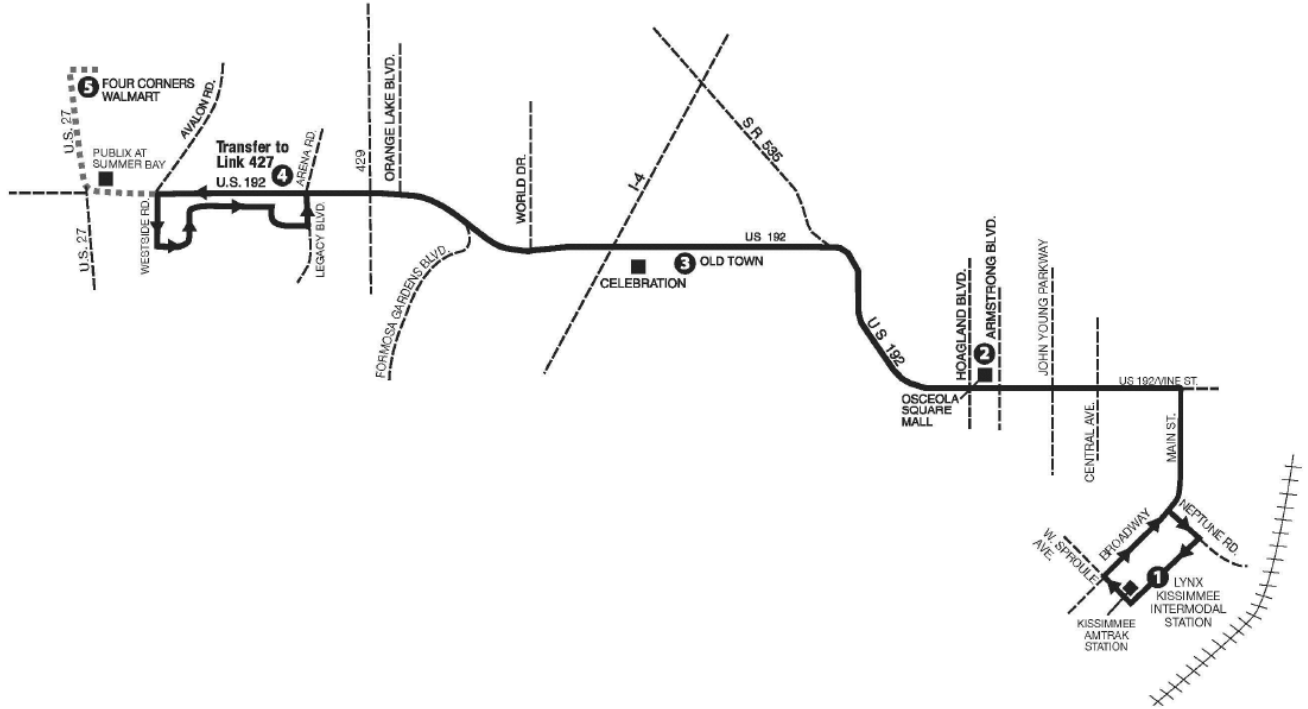 5
FOUR CORNERS
WALMART
U.S. 27
PUBLIX AT
SUMMER BAY
AVALON RD.
Transfer to
Link 427
4
U.S. 192
ARENA RD.
429
ORANGE LAKE BLVD.
WORLD DR.
I-4
S R 535
U.S. 27
WESTSIDE RD.
LEGACY BLVD.
FORMOSA GARDENS BLVD.
US 192
3
OLD TOWN
CELEBRATION
US 192
HOAGLAND BLVD.
2
ARMSTRONG BLVD.
JOHN YOUNG PARKWAY
OSCEOLA
SQUARE
MALL
CENTRAL AVE.
US 192/VINE ST.
MAIN ST.
BROADWAY
NEPTUNE RD.
W. SPROULE
AVE.
1
LYNX
KISSIMMEE
INTERMODAL
STATION
KISSIMMEE
AMTRAK
STATION